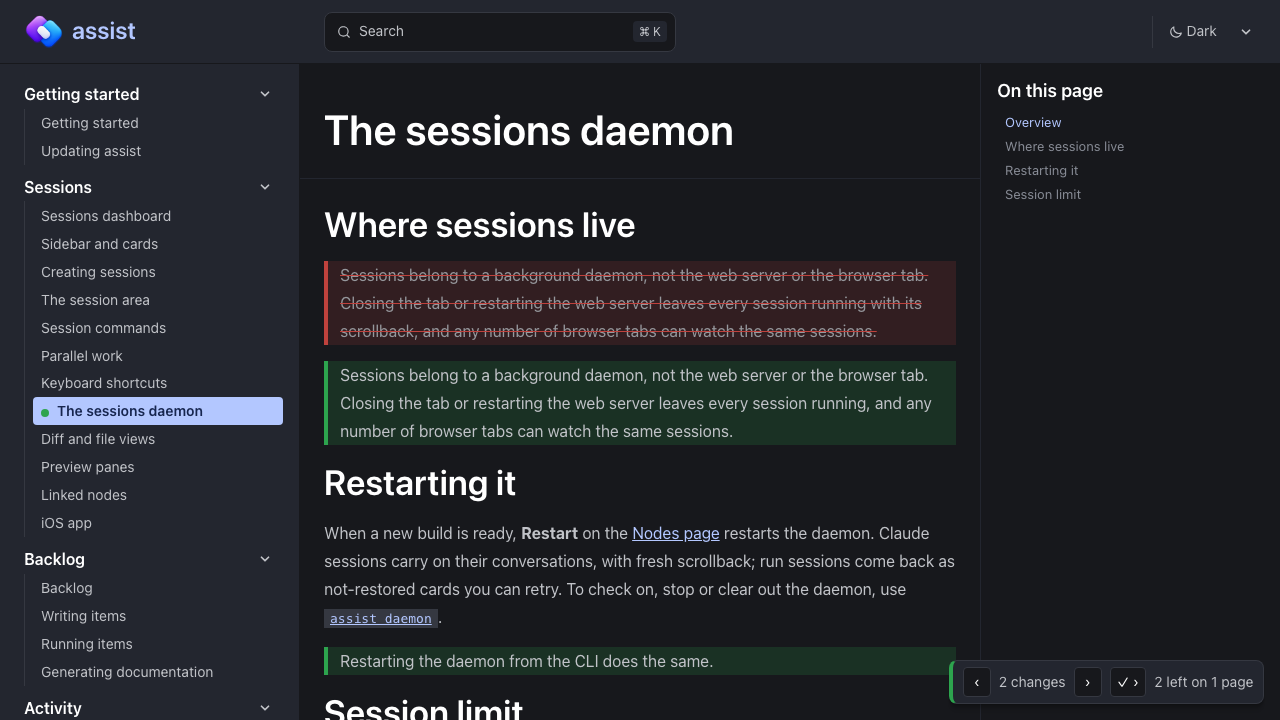 assist
Search
⌘ K
Dark
Getting started
Getting started
Updating assist
Sessions
Sessions dashboard
Sidebar and cards
Creating sessions
The session area
Session commands
Parallel work
Keyboard shortcuts
The sessions daemon
Diff and file views
Preview panes
Linked nodes
iOS app
Backlog
Backlog
Writing items
Running items
Generating documentation
Activity
The sessions daemon
Where sessions live
Sessions belong to a background daemon, not the web server or the browser tab.
Closing the tab or restarting the web server leaves every session running with its
scrollback, and any number of browser tabs can watch the same sessions.
Sessions belong to a background daemon, not the web server or the browser tab.
Closing the tab or restarting the web server leaves every session running, and any
number of browser tabs can watch the same sessions.
Restarting it
When a new build is ready, Restart on the Nodes page restarts the daemon. Claude
sessions carry on their conversations, with fresh scrollback; run sessions come back as
not-restored cards you can retry. To check on, stop or clear out the daemon, use
assist daemon.
Restarting the daemon from the CLI does the same.
Session limit
On this page
Overview
Where sessions live
Restarting it
Session limit
‹ 2 changes › ✓ › 2 left on 1 page